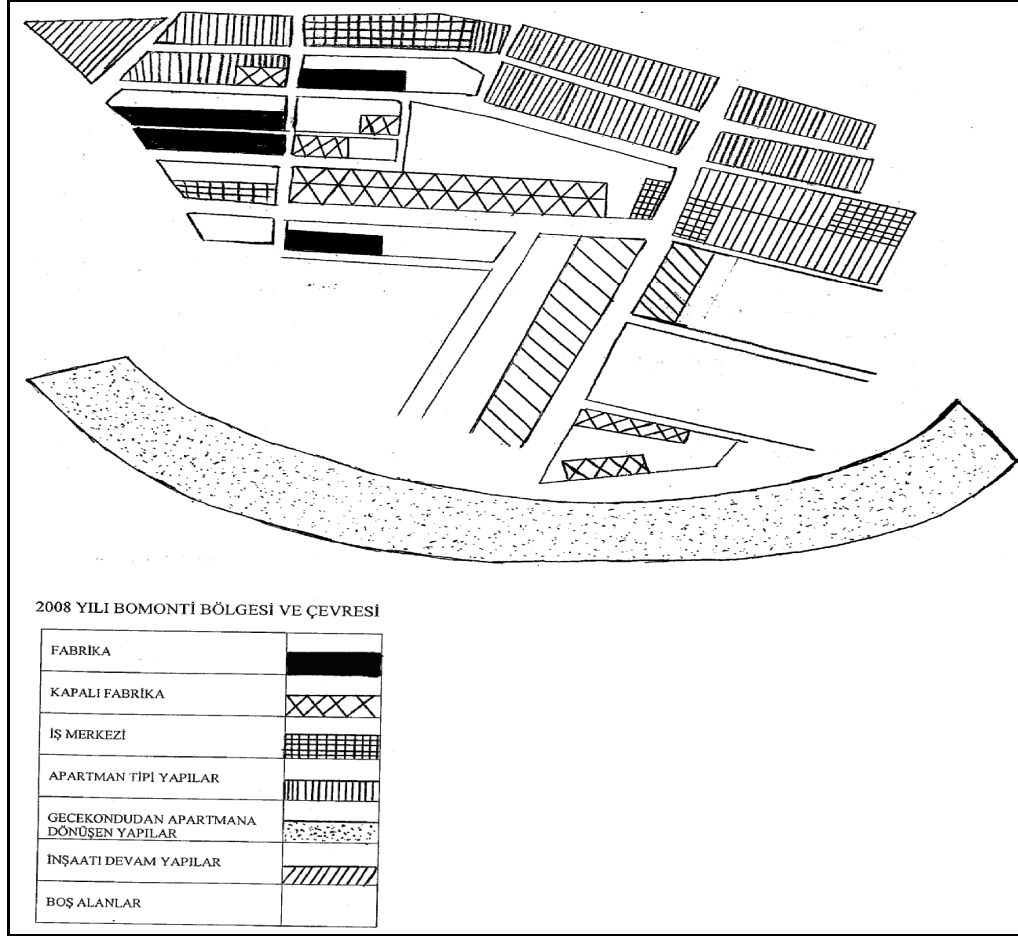 2008 YILI BOMONTİ BÖLGESİ VE ÇEVRESİ
FABRİKA
KAPALI FABRİKA
İŞ MERKEZİ
APARTMAN TİPİ YAPILAR
GECEKONDUDAN APARTMANA
DÖNÜŞEN YAPILAR
İNŞAATI DEVAM YAPILAR
BOŞ ALANLAR